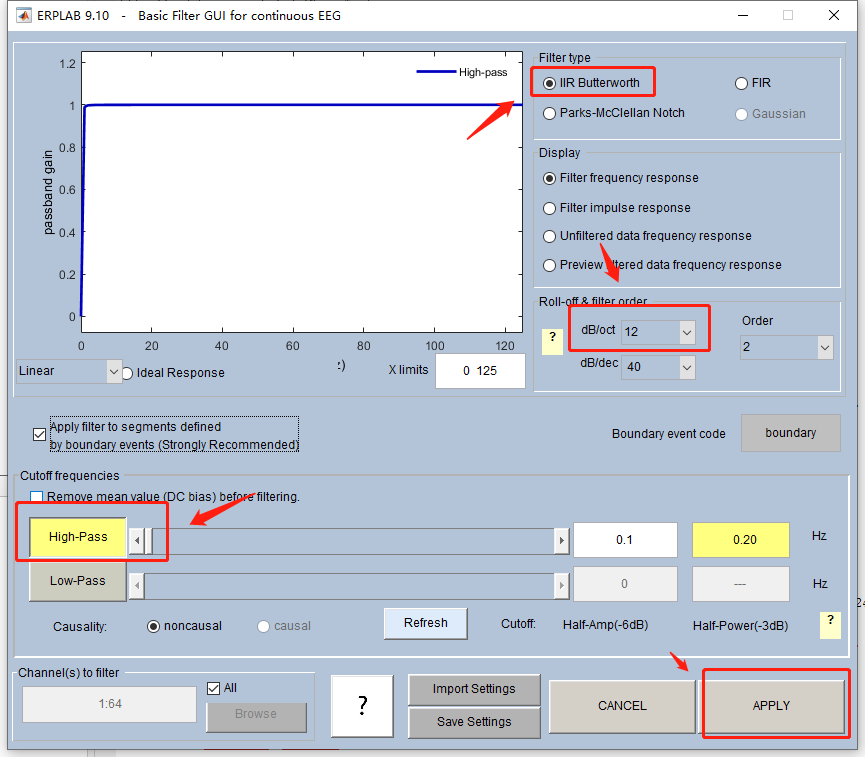 ERPLAB 9.10 - Basic Filter GUI for continuous EEG
1.2
1
0.8
0.6
0.4
0.2
0
passband gain
High-pass
0 20 40 60 80 100 120
Linear
Ideal Response
z)
X limits
0 125
Filter type
IIR Butterworth
FIR
Parks-McClellan Notch
Gaussian
Display
Filter frequency response
Filter impulse response
Unfiltered data frequency response
Preview filtered data frequency response
Roll-off & filter order
?
dB/oct
12
Order
2
dB/dec
40
Apply filter to segments defined
by boundary events (Strongly Recommended)
Boundary event code
boundary
Cutoff frequencies
Remove mean value (DC bias) before filtering.
High-Pass
0.1
0.20
Hz
Low-Pass
0
---
Hz
Causality:
noncausal
causal
Refresh
Cutoff:
Half-Amp(-6dB)
Half-Power(-3dB)
?
Channel(s) to filter
1:64
All
Browse
?
Import Settings
Save Settings
CANCEL
APPLY